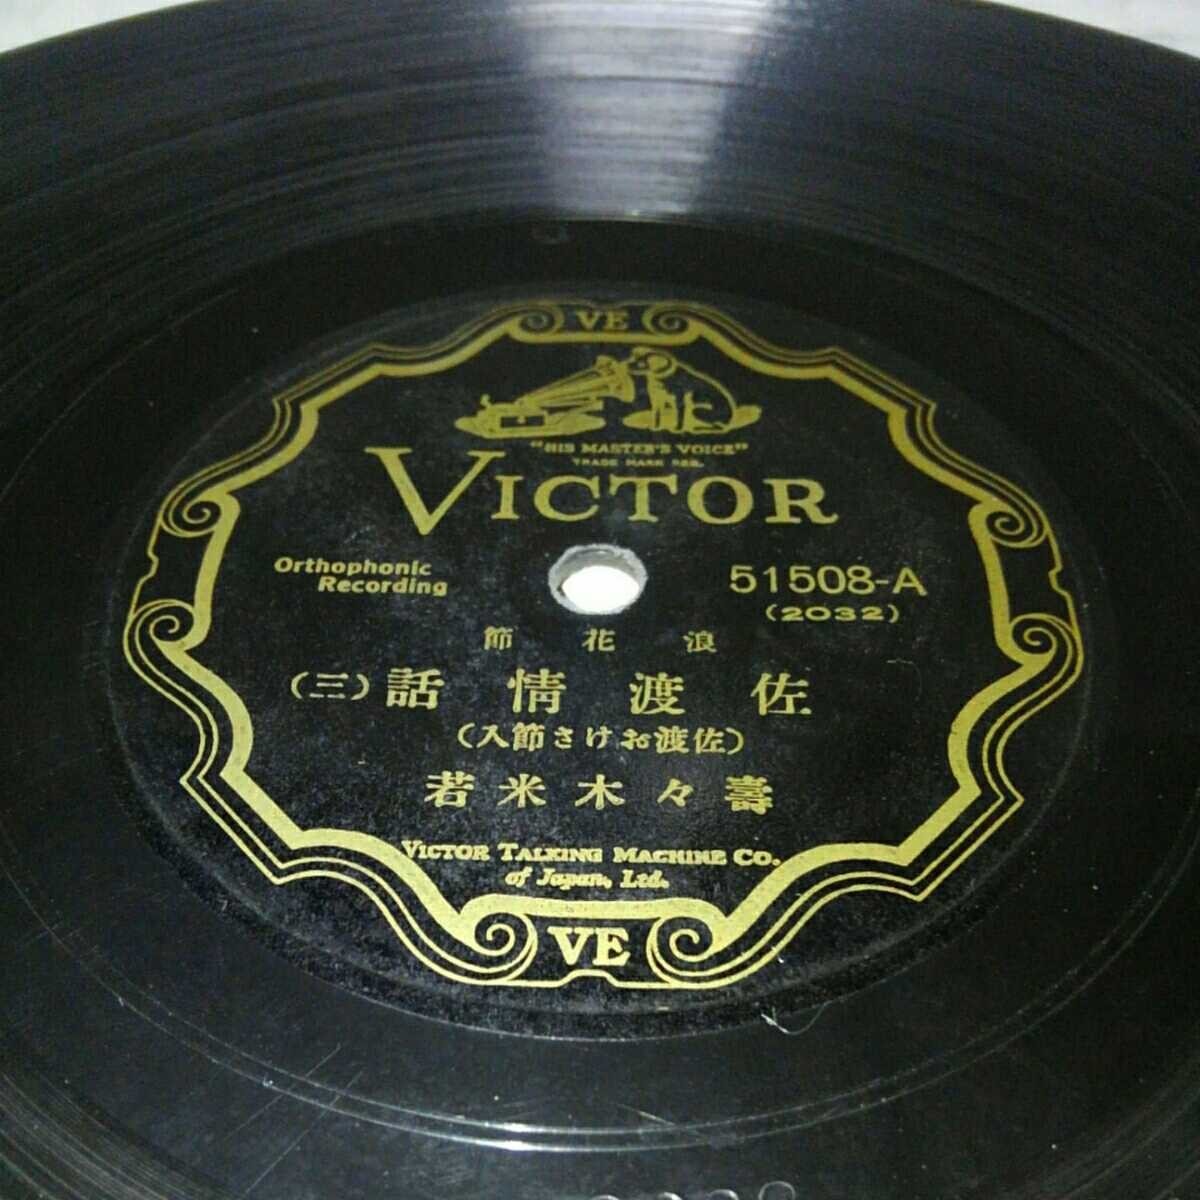 VE
"HIS MASTER'S VOICE"
TRADE MARK REG.
VICTOR
Orthophonic
Recording
51508-A
(2032)
浪花節
佐渡情話(三)
(佐渡おけさ節入)
壽々木米若
VICTOR TALKING MACHINE CO.
of Japan, Ltd.
VE